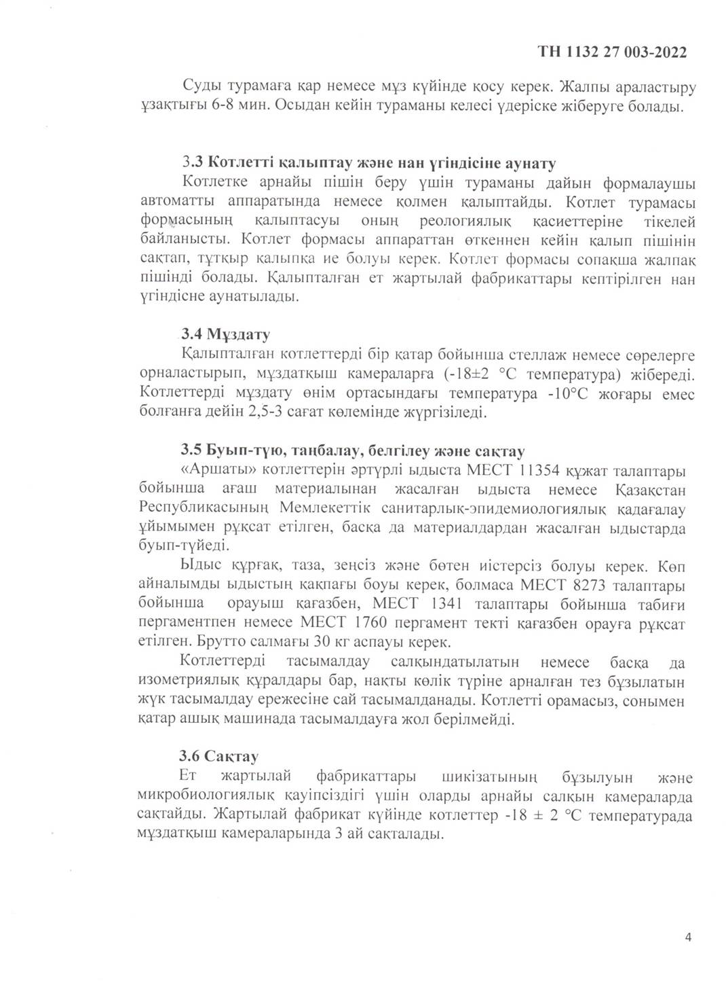 ТН 1132 27 003-2022
Суды турамаға қар немесе мұз күйінде қосу керек. Жалпы араластыру
ұзақтығы 6-8 мин. Осыдан кейін тураманы келесі үдеріске жіберуге болады.
3.3 Котлетті қалыптау және нан үгіндісіне аунату
Котлетке арнайы пішін беру үшін тураманы дайын формалаушы
автоматты аппаратында немесе қолмен қалыптайды. Котлет турамасы
формасының қалыптасуы оның реологиялық қасиеттеріне тікелей
байланысты. Котлет формасы аппараттан өткеннен кейін қалып пішінін
сақтап, тұтқыр қалыпқа ие болуы керек. Котлет формасы сопақша жалпақ
пішінді болады. Қалыпталған ет жартылай фабрикаттары кептірілген нан
үгіндісне аунатылады.
3.4 Мұздату
Қалыпталған котлеттерді бір қатар бойынша стеллаж немесе сөрелерге
орналастырып, мұздатқыш камераларға (-18±2 °С температура) жібереді.
Котлеттерді мұздату өнім ортасындағы температура -10°С жоғары емес
болғанға дейін 2,5-3 сағат көлемінде жүргізіледі.
3.5 Буып-түю, таңбалау, белгілеу және сақтау
«Аршаты» котлеттерін әртүрлі ыдыста МЕСТ 11354 құжат талаптары
бойынша ағаш материалынан жасалған ыдыста немесе Қазақстан
Республикасының Мемлекеттік санитарлық-эпидемиологиялық қадағалау
ұйымымен рұқсат етілген, басқа да материалдардан жасалған ыдыстарда
буып-түйеді.
Ыдыс құрғақ, таза, зеңсіз және бөтен иістерсіз болуы керек. Көп
айналымды ыдыстың қақпағы боуы керек, болмаса МЕСТ 8273 талаптары
бойынша орауыш қағазбен, МЕСТ 1341 талаптары бойынша табиғи
пергаментпен немесе МЕСТ 1760 пергамент текті қағазбен орауға рұқсат
етілген. Брутто салмағы 30 кг аспауы керек.
Котлеттерді тасымалдау салқындатылатын немесе басқа да
изометриялық құралдары бар, нақты көлік түріне арналған тез бұзылатын
жүк тасымалдау ережесіне сай тасымалданады. Котлетті орамасыз, сонымен
қатар ашық машинада тасымалдауға жол берілмейді.
3.6 Сақтау
Ет жартылай фабрикаттары шикізатының бұзылуын және
микробиологиялық қауіпсіздігі үшін оларды арнайы салқын камераларда
сақтайды. Жартылай фабрикат күйінде котлеттер -18 ± 2 °С температурада
мұздатқыш камераларында 3 ай сақталады.
4